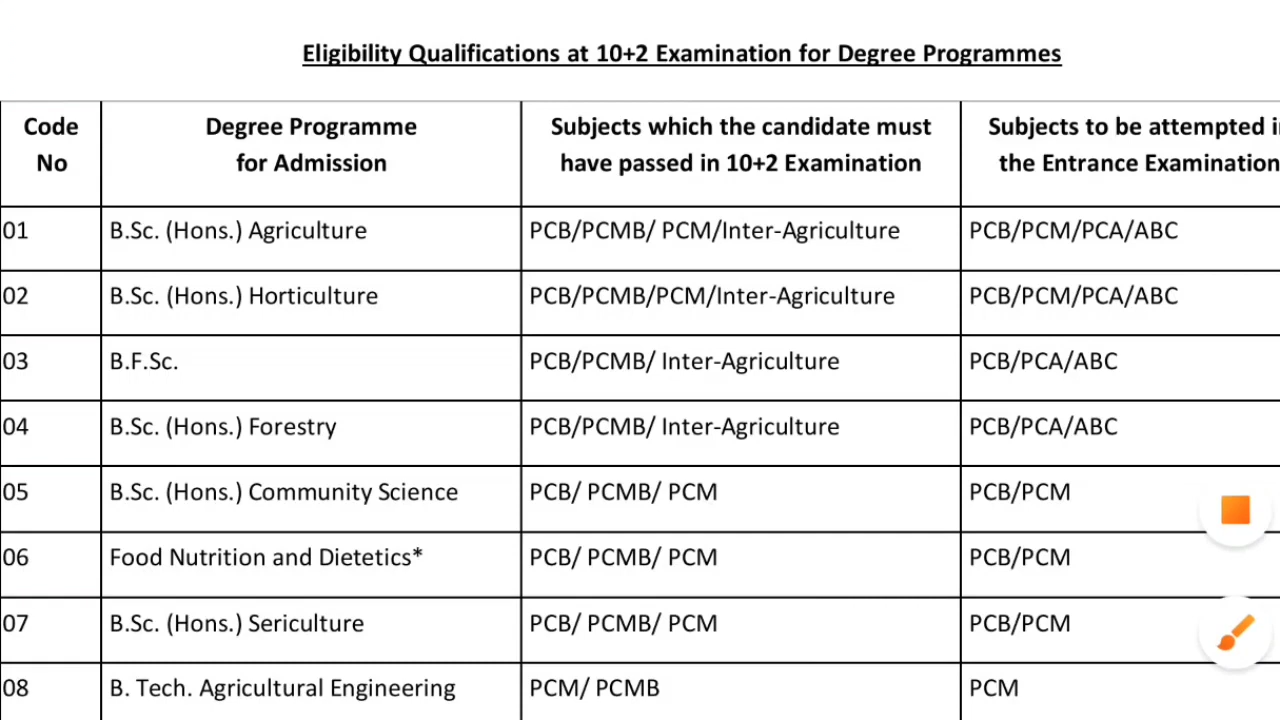 Eligibility Qualifications at 10+2 Examination for Degree Programmes
Code No | Degree Programme for Admission | Subjects which the candidate must have passed in 10+2 Examination | Subjects to be attempted the Entrance Examination
01 | B.Sc. (Hons.) Agriculture | PCB/PCMB/ PCM/Inter-Agriculture | PCB/PCM/PCA/ABC
02 | B.Sc. (Hons.) Horticulture | PCB/PCMB/PCM/Inter-Agriculture | PCB/PCM/PCA/ABC
03 | B.F.Sc. | PCB/PCMB/ Inter-Agriculture | PCB/PCA/ABC
04 | B.Sc. (Hons.) Forestry | PCB/PCMB/ Inter-Agriculture | PCB/PCA/ABC
05 | B.Sc. (Hons.) Community Science | PCB/ PCMB/ PCM | PCB/PCM
06 | Food Nutrition and Dietetics* | PCB/ PCMB/ PCM | PCB/PCM
07 | B.Sc. (Hons.) Sericulture | PCB/ PCMB/ PCM | PCB/PCM
08 | B. Tech. Agricultural Engineering | PCM/ PCMB | PCM